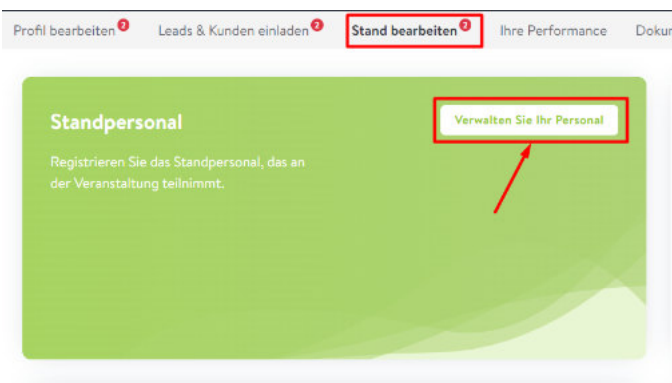 Profil bearbeiten 2 Leads & Kunden einladen 2 Stand bearbeiten 2 Ihre Performance
Standpersonal
Verwalten Sie Ihr Personal
Registrieren Sie das Standpersonal, das an
der Veranstaltung teilnimmt.